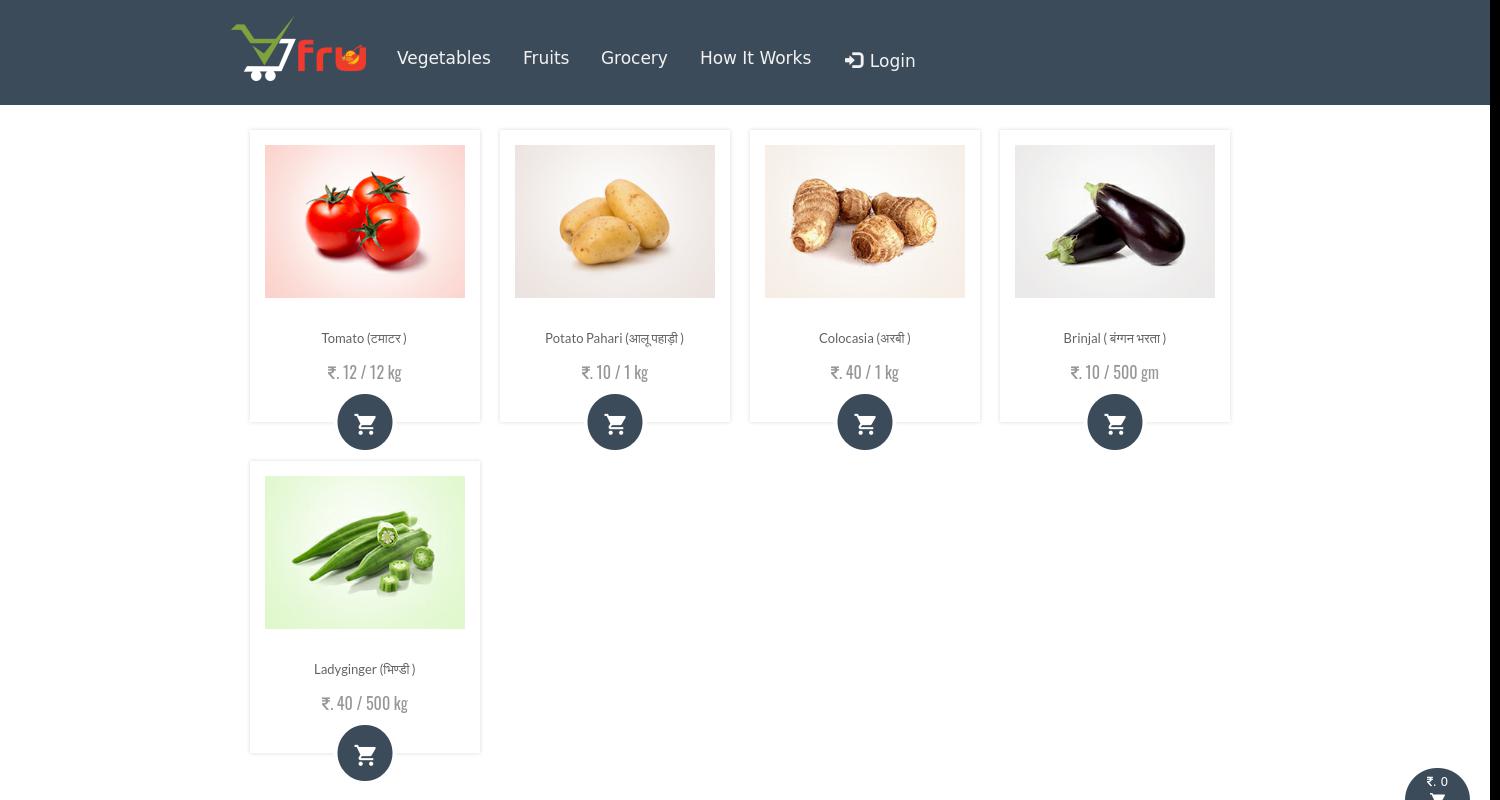 fru
Vegetables
Fruits
Grocery
How It Works
Login
Tomato (टमाटर )
₹. 12 / 12 kg
Potato Pahari (आलू पहाड़ी )
₹. 10 / 1 kg
Colocasia (अरबी )
₹. 40 / 1 kg
Brinjal ( बंग्गन भरता )
₹. 10 / 500 gm
Ladyginger (भिण्डी )
₹. 40 / 500 kg
₹. 0